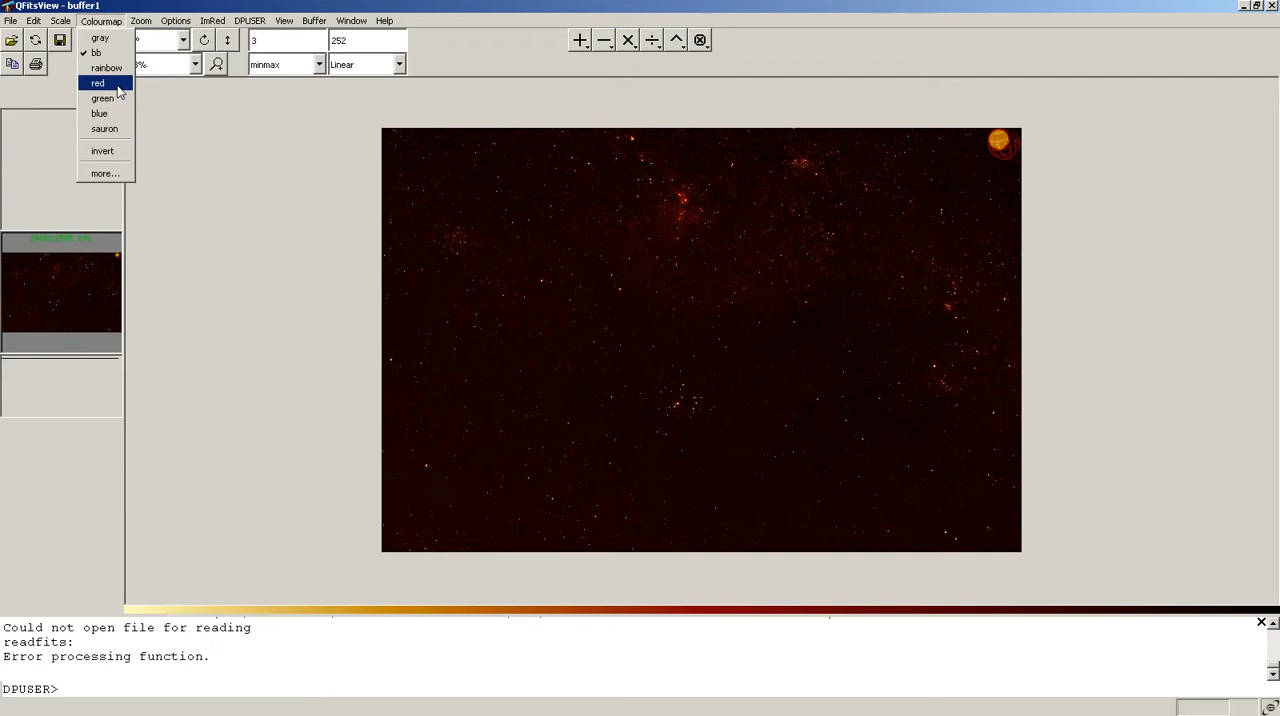 QFitsView - buffer1
File Edit Scale Colourmap Zoom Options ImRed DPUSER View Buffer Window Help
gray
bb
rainbow
red
green
blue
sauron
invert
more...
° 3 252
% minmax Linear
Could not open file for reading
readfits:
Error processing function.
DPUSER>